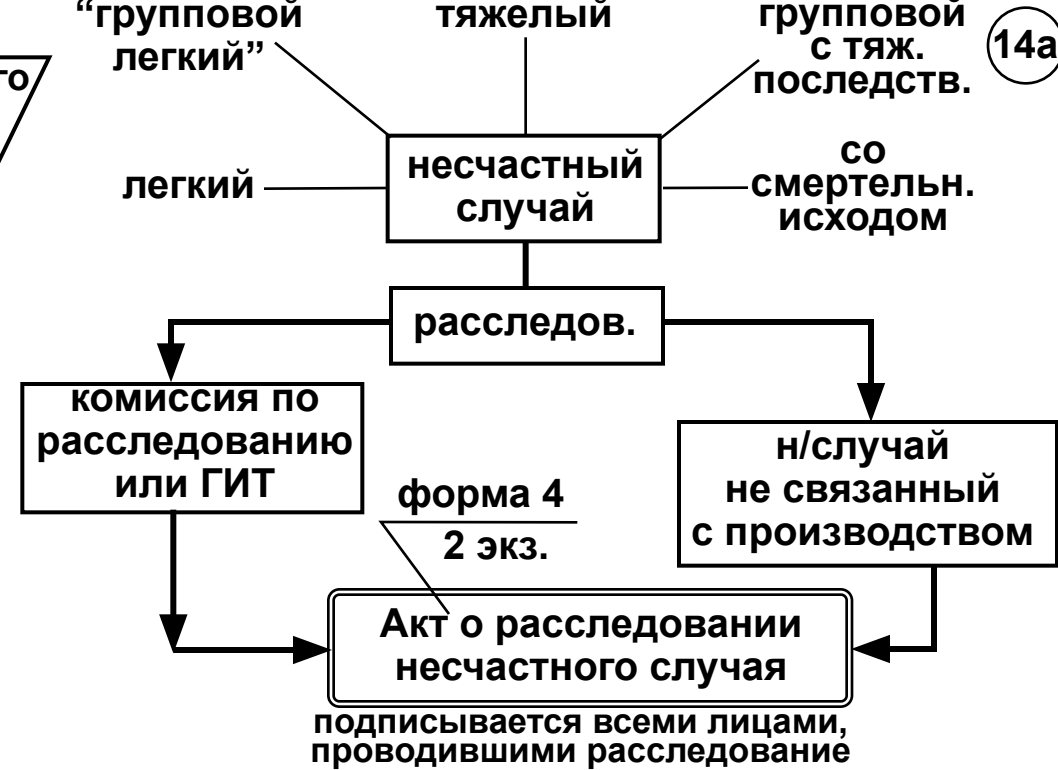 “групповой
легкий”
тяжелый
групповой
с тяж.
последств.
14а
го
легкий
несчастный
случай
со
смертельн.
исходом
расследов.
комиссия по
расследованию
или ГИТ
н/случай
не связанный
с производством
форма 4
2 экз.
Акт о расследовании
несчастного случая
подписывается всеми лицами,
проводившими расследование